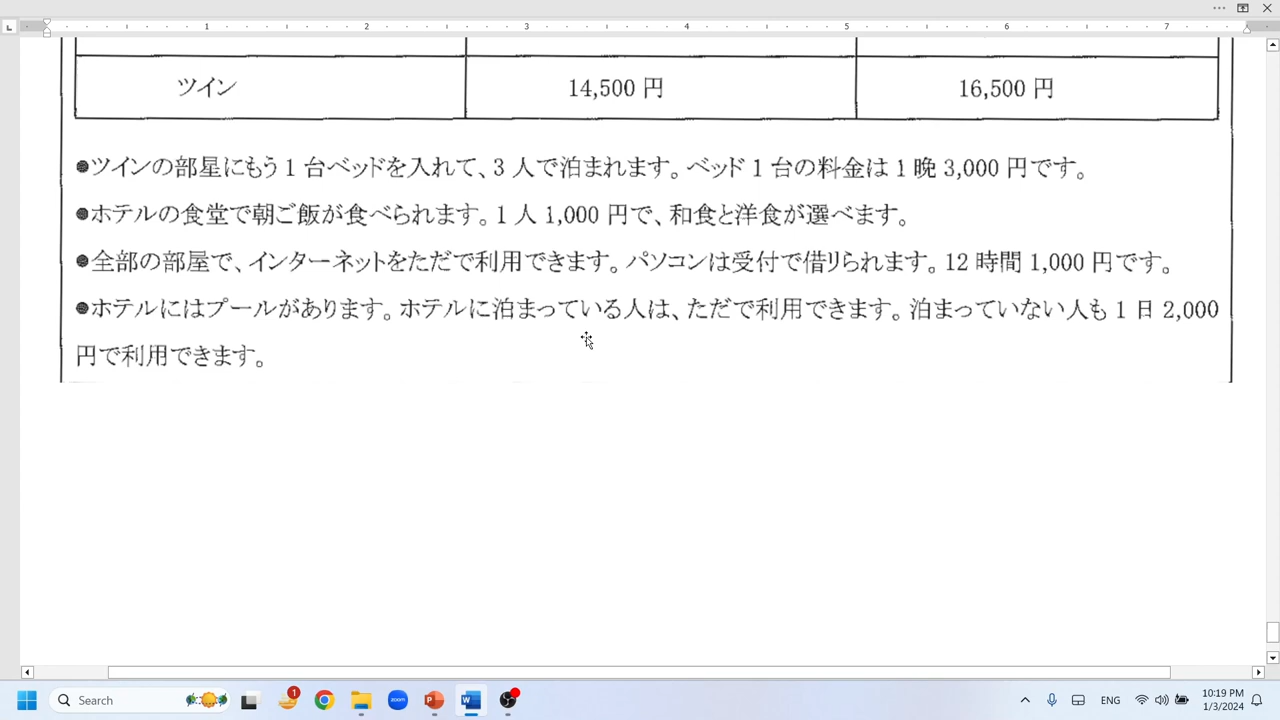 1 2 3 4 5 6 7
ツイン 14,500 円 16,500 円
●ツインの部星にもう 1 台ベッドを入れて、3 人で泊まれます。ベッド 1 台の料金は 1 晩 3,000 円です。
●ホテルの食堂で朝ご飯が食べられます。1 人 1,000 円で、和食と洋食が選べます。
●全部の部屋で、インターネットをただで利用できます。パソコンは受付で借りられます。12 時間 1,000 円です。
●ホテルにはプールがあります。ホテルに泊まっている人は、ただで利用できます。泊まっていない人も 1 日 2,000
円で利用できます。
Search
zoom
1
ENG
10:19 PM
1/3/2024